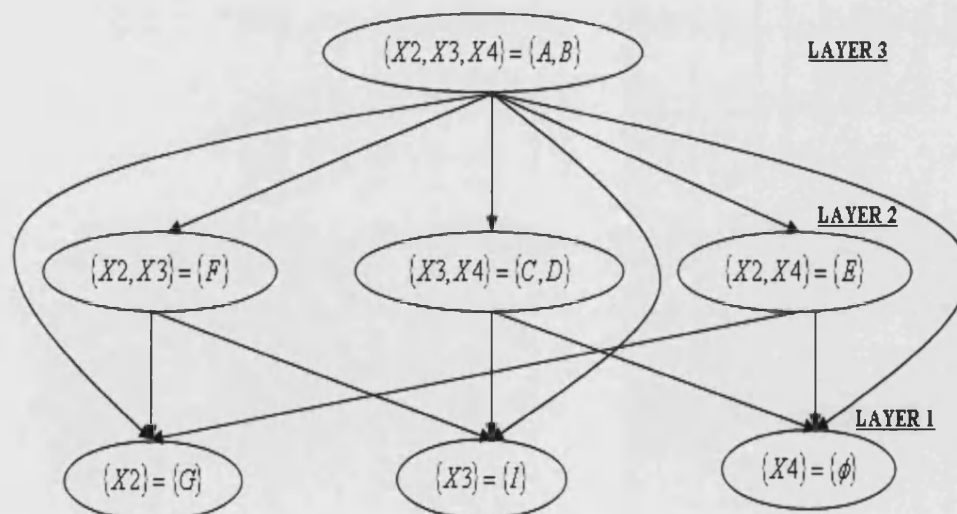 {X2,X3,X4}={A,B}
LAYER 3
LAYER 2
{X2,X3}={F}
{X3,X4}={C,D}
{X2,X4}={E}
LAYER 1
{X2}={G}
{X3}={I}
{X4}={ϕ}